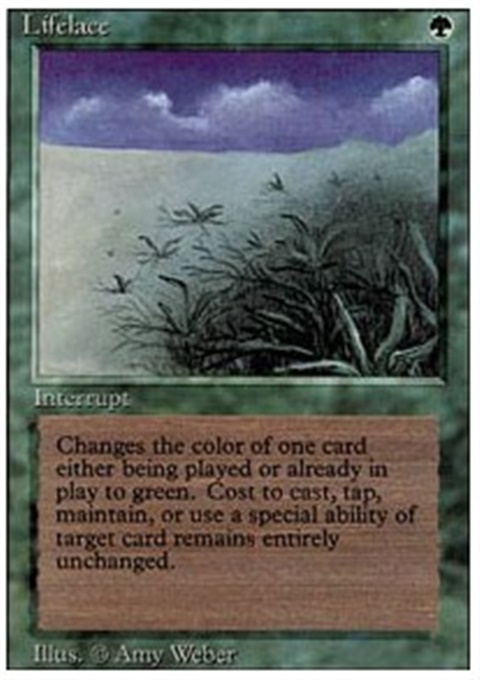 Lifelace
Interrupt
Changes the color of one card
either being played or already in
play to green. Cost to cast, tap,
maintain, or use a special ability of
target card remains entirely
unchanged.
Illus. © Amy Weber